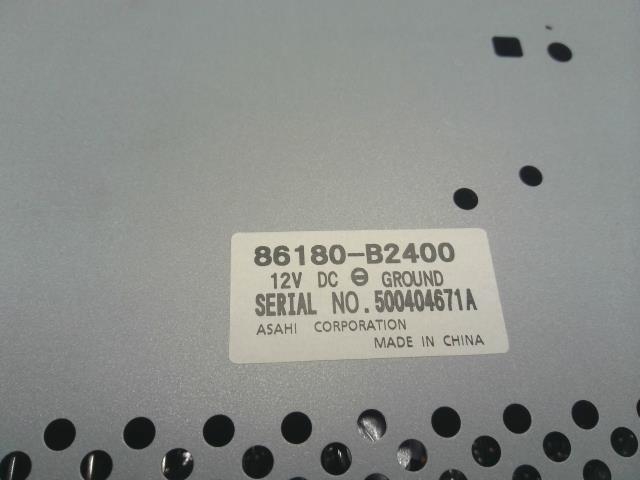 86180-B2400
12V DC ⊖ GROUND
SERIAL NO. 500404671A
ASAHI CORPORATION
MADE IN CHINA